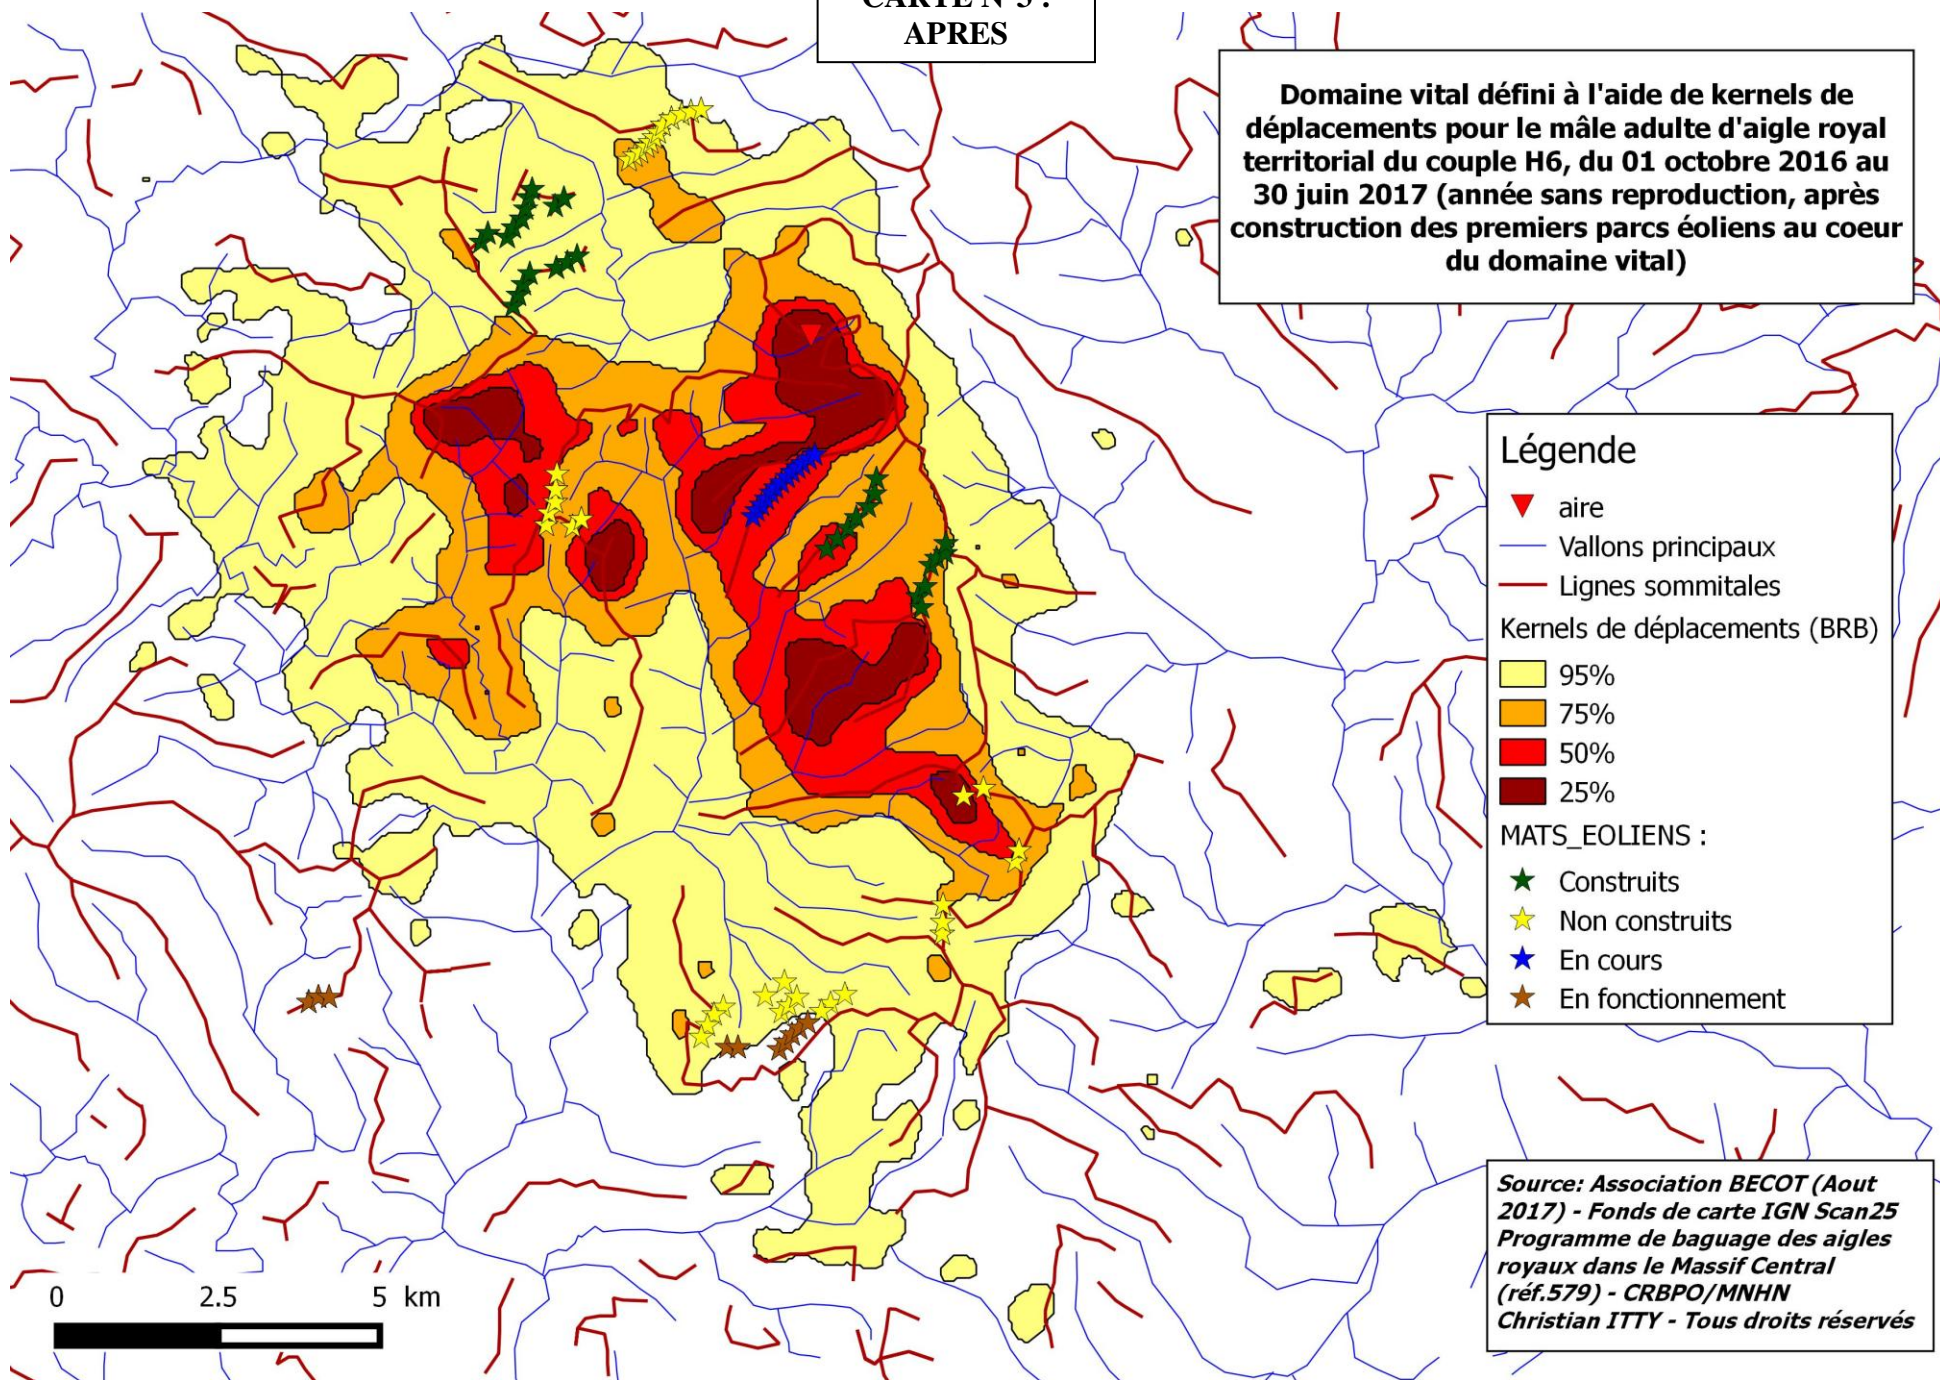 CARTE N°3 :
APRES
Domaine vital défini à l'aide de kernels de
déplacements pour le mâle adulte d'aigle royal
territorial du couple H6, du 01 octobre 2016 au
30 juin 2017 (année sans reproduction, après
construction des premiers parcs éoliens au coeur
du domaine vital)
Légende
aire
Vallons principaux
Lignes sommitales
Kernels de déplacements (BRB)
95%
75%
50%
25%
MATS_EOLIENS :
Construits
Non construits
En cours
En fonctionnement
Source: Association BECOT (Aout
2017) - Fonds de carte IGN Scan25
Programme de baguage des aigles
royaux dans le Massif Central
(réf.579) - CRBPO/MNHN
Christian ITTY - Tous droits réservés
0 2.5 5 km